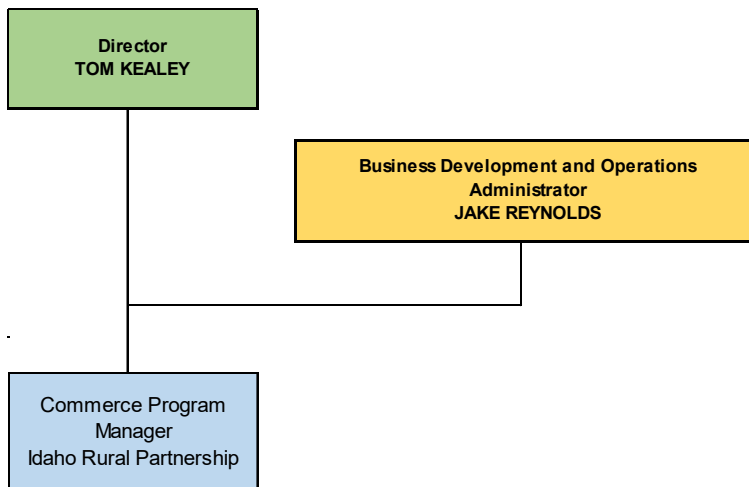 Director
TOM KEALEY
Business Development and Operations
Administrator
JAKE REYNOLDS
Commerce Program
Manager
Idaho Rural Partnership